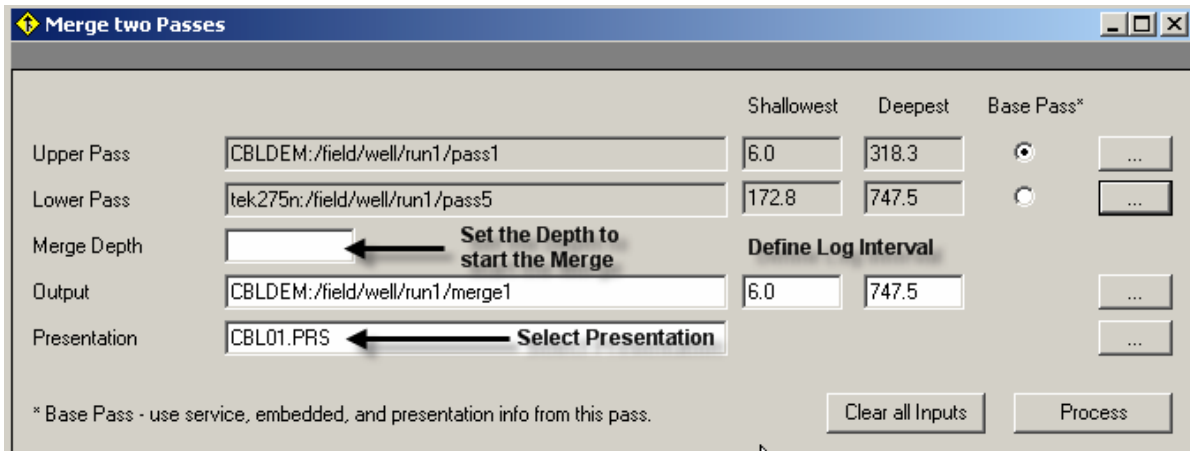 Merge two Passes
Shallowest Deepest Base Pass*
Upper Pass CBLDEM:/field/well/run1/pass1 6.0 318.3 ...
Lower Pass tek275n:/field/well/run1/pass5 172.8 747.5 ...
Merge Depth Set the Depth to
start the Merge Define Log Interval
Output CBLDEM:/field/well/run1/merge1 6.0 747.5 ...
Presentation CBL01.PRS Select Presentation ...
* Base Pass - use service, embedded, and presentation info from this pass. Clear all Inputs Process